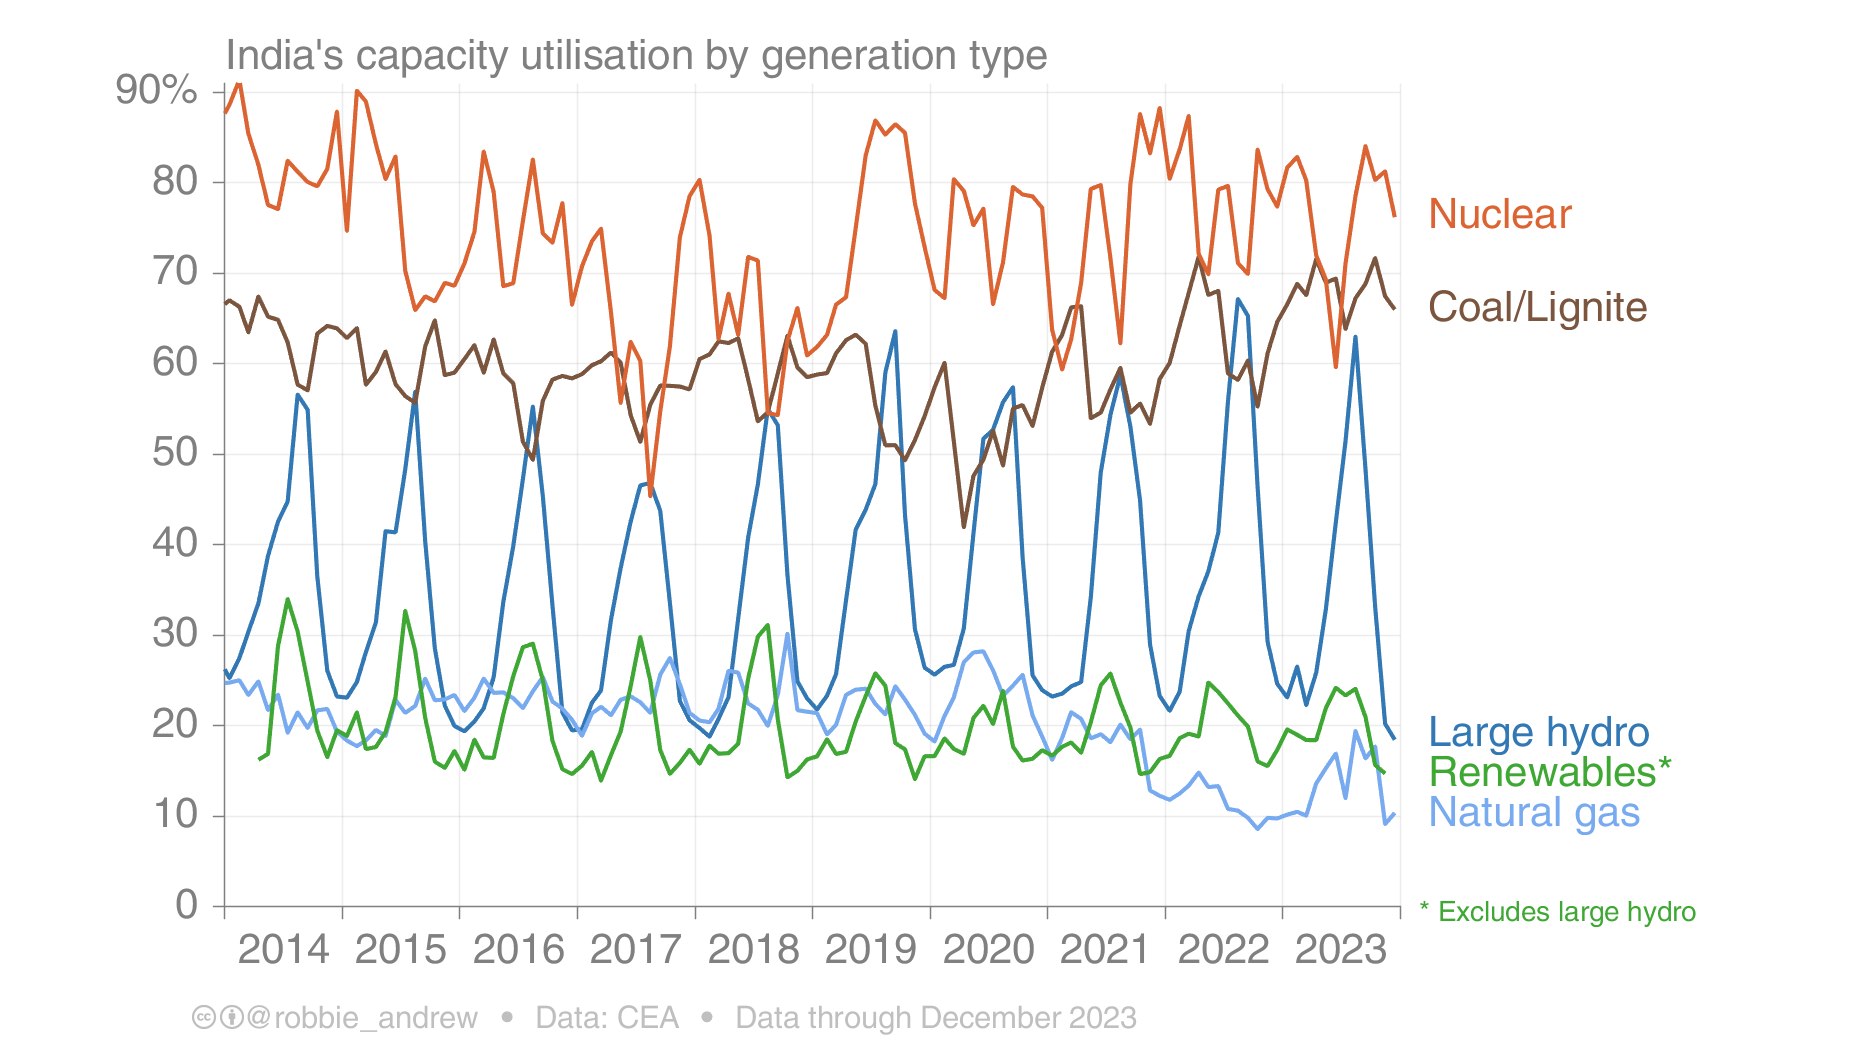 India's capacity utilisation by generation type
90%
80
70
60
50
40
30
20
10
0
2014 2015 2016 2017 2018 2019 2020 2021 2022 2023
Nuclear
Coal/Lignite
Large hydro
Renewables*
Natural gas
* Excludes large hydro
@robbie_andrew • Data: CEA • Data through December 2023